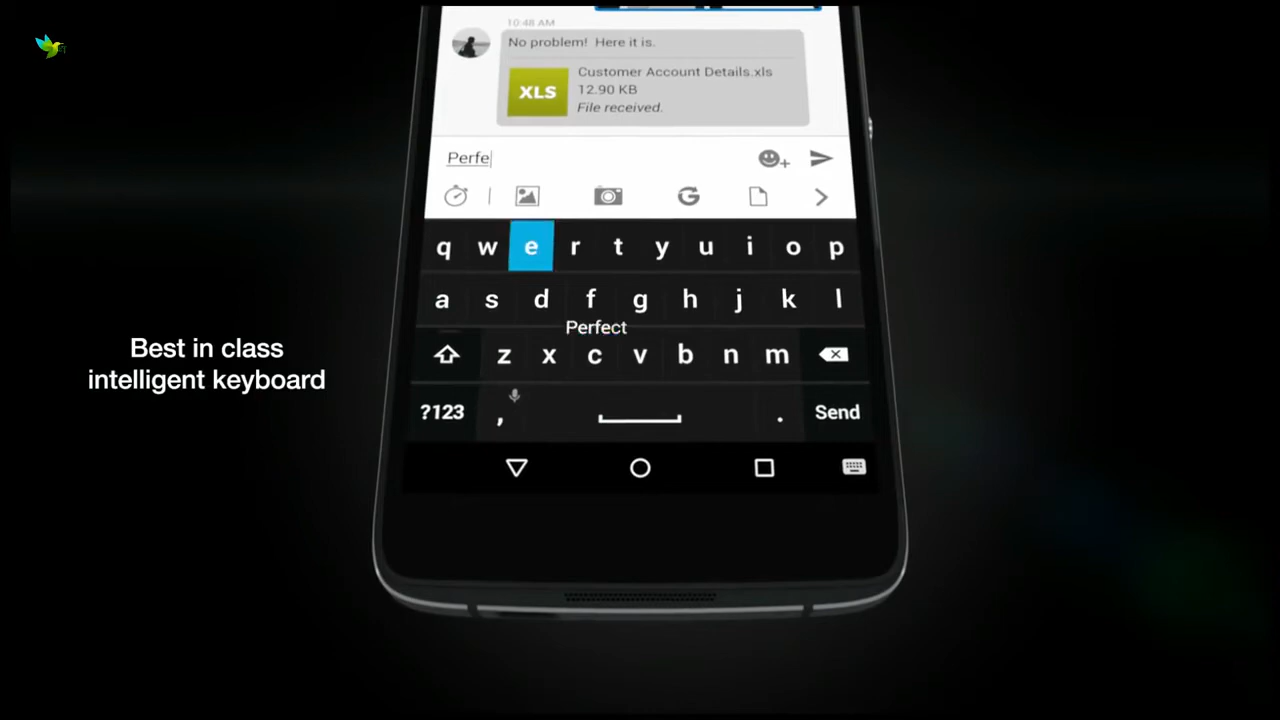 10:48 AM
No problem! Here it is.
XLS
Customer Account Details.xls
12.90 KB
File received.
Perfe
q w e r t y u i o p
a s d f g h j k l
Perfect
z x c v b n m
?123 , . Send
Best in class
intelligent keyboard